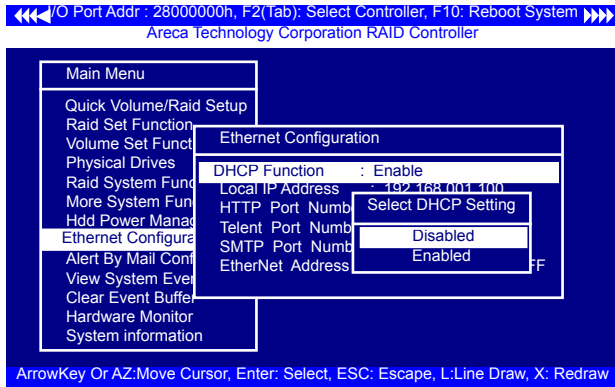 I/O Port Addr : 28000000h, F2(Tab): Select Controller, F10: Reboot System
Areca Technology Corporation RAID Controller
Main Menu
Quick Volume/Raid Setup
Raid Set Function
Volume Set Funct
Physical Drives
Raid System Func
More System Fun
Hdd Power Manag
Ethernet Configura
Alert By Mail Conf
View System Even
Clear Event Buffer
Hardware Monitor
System information
Ethernet Configuration
DHCP Function : Enable
Local IP Address : 192.168.001.100
HTTP Port Numb
Telent Port Numb
SMTP Port Numb
EtherNet Address FF
Select DHCP Setting
Disabled
Enabled
ArrowKey Or AZ:Move Cursor, Enter: Select, ESC: Escape, L:Line Draw, X: Redraw